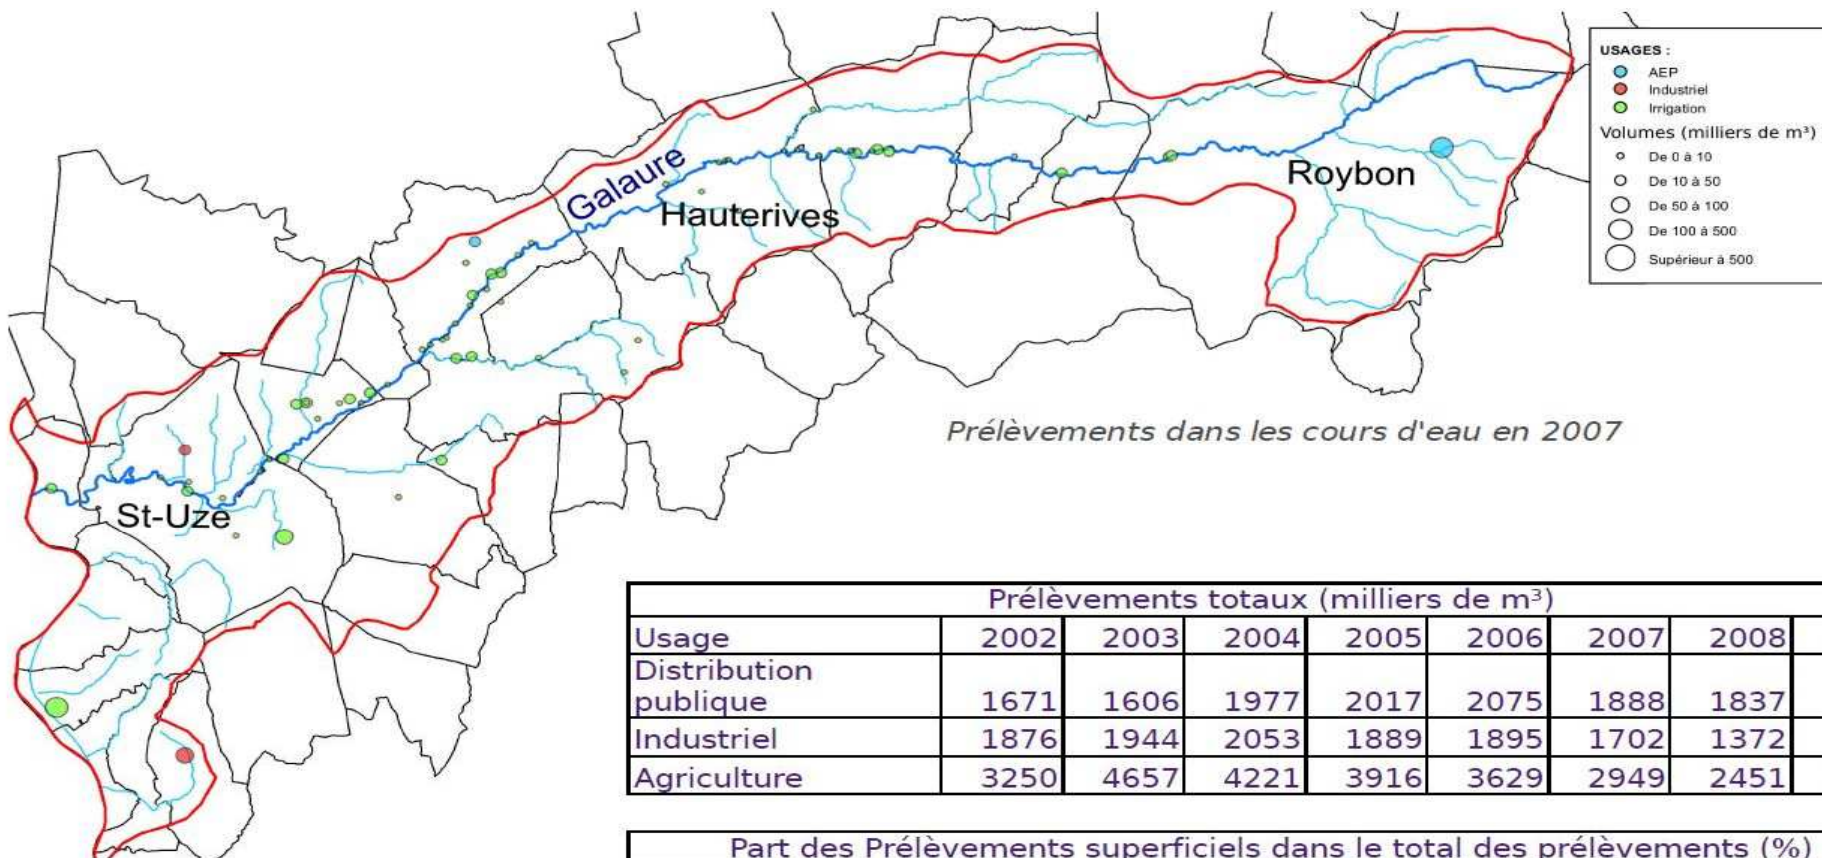 USAGES :
AEP
Industriel
Irrigation
Volumes (milliers de m³)
De 0 à 10
De 10 à 50
De 50 à 100
De 100 à 500
Supérieur à 500
Galaure
Roybon
Hauterives
Prélèvements dans les cours d'eau en 2007
St-Uze
Prélèvements totaux (milliers de m³)
Usage 2002 2003 2004 2005 2006 2007 2008
Distribution
publique 1671 1606 1977 2017 2075 1888 1837
Industriel 1876 1944 2053 1889 1895 1702 1372
Agriculture 3250 4657 4221 3916 3629 2949 2451
Part des Prélèvements superficiels dans le total des prélèvements (%)